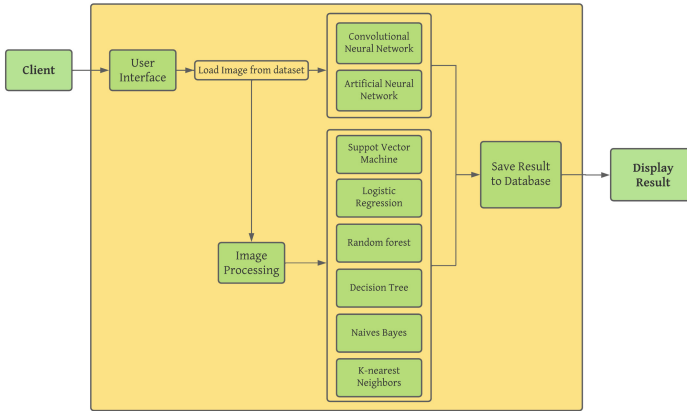 Client
User
Interface
Load Image from dataset
Convolutional
Neural Network
Artificial Neural
Network
Suppot Vector
Machine
Logistic
Regression
Random forest
Decision Tree
Naives Bayes
K-nearest
Neighbors
Image
Processing
Save Result
to Database
Display
Result